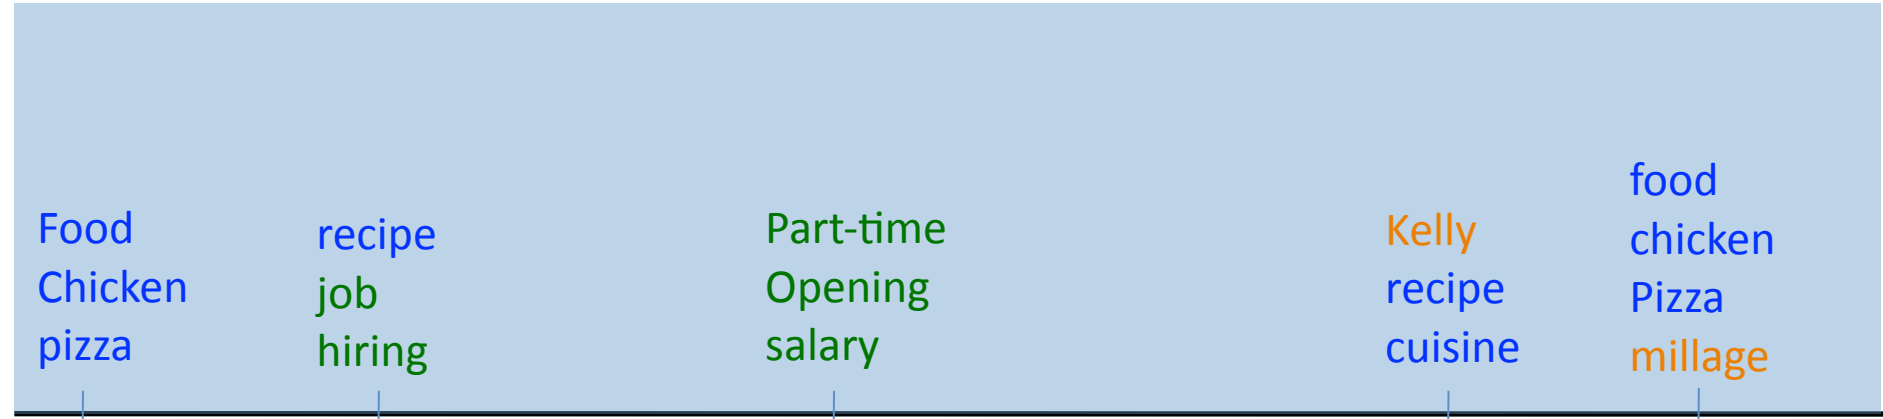 Food
Chicken
pizza
recipe
job
hiring
Part-time
Opening
salary
Kelly
recipe
cuisine
food
chicken
Pizza
millage